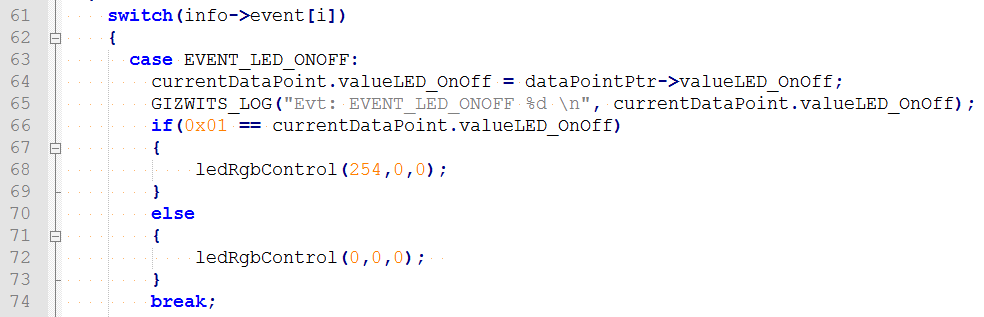 61 switch(info->event[i])
62 {
63 case EVENT_LED_ONOFF:
64 currentDataPoint.valueLED_OnOff = dataPointPtr->valueLED_OnOff;
65 GIZWITS_LOG("Evt: EVENT_LED_ONOFF %d \n", currentDataPoint.valueLED_OnOff);
66 if(0x01 == currentDataPoint.valueLED_OnOff)
67 {
68 ledRgbControl(254,0,0);
69 }
70 else
71 {
72 ledRgbControl(0,0,0);
73 }
74 break;